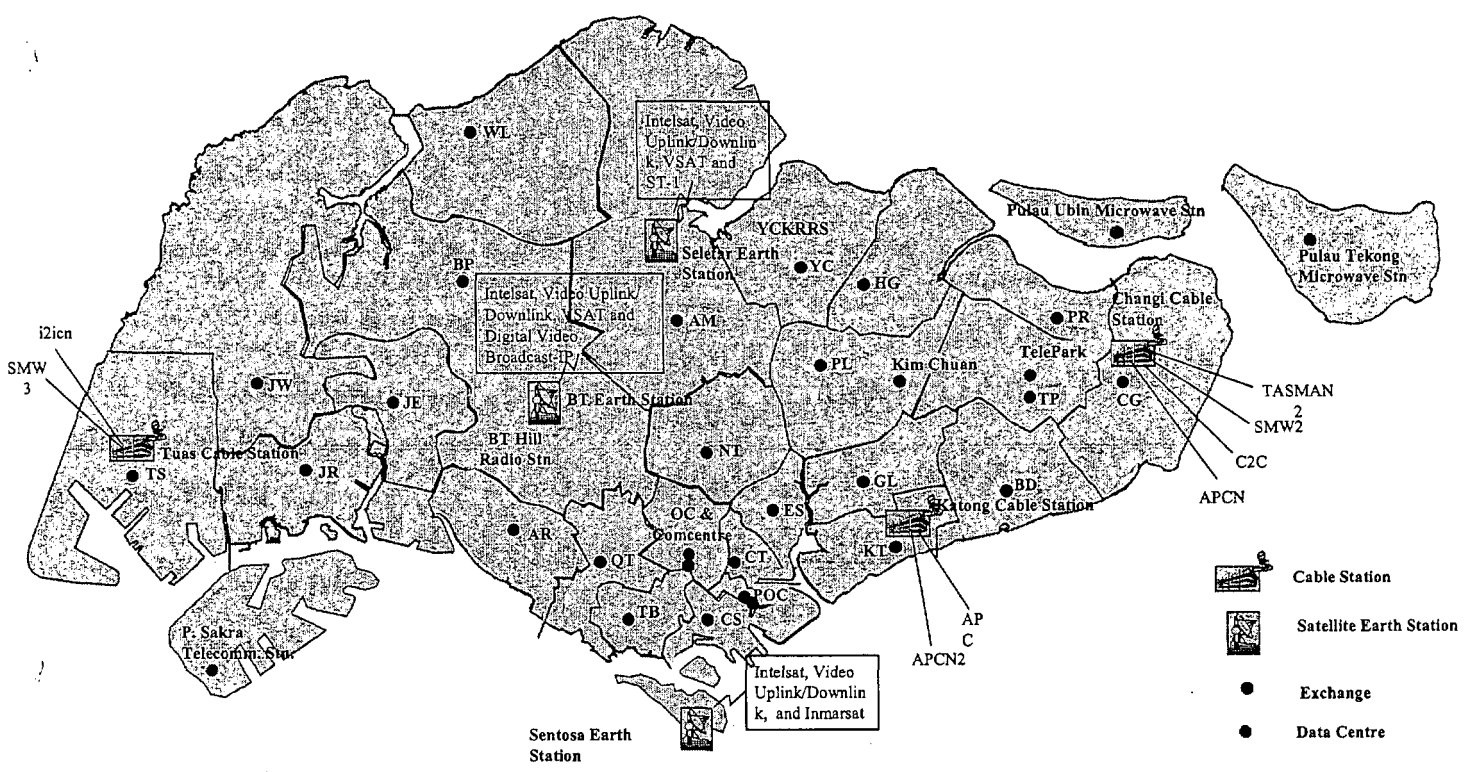 WL
Intelsat, Video
Uplink/Downlin
k, VSAT and
ST-1
Pulau Ubin Microwave Stn
YCKRRS
Seletar Earth
Station
YC
HG
BP
Pulau Tekong
Microwave Stn
Intelsat, Video Uplink/
Downlink, VSAT and
Digital Video
Broadcast-IP
AM
PR
Changi Cable
Station
i2icn
SMW
3
JW
JE
PL
Kim Chuan
TelePark
TP
CG
TASMAN
2
SMW2
C2C
APCN
BT Earth Station
BT Hill
Radio Stn
Tuas Cable Station
TS
JR
NT
GL
BD
Katong Cable Station
KT
ES
OC &
Comcentre
AR
QT
CT
POC
TB
CS
AP
C
APCN2
P. Sakra
Telecomm. Stn.
Intelsat, Video
Uplink/Downlin
k, and Inmarsat
Sentosa Earth
Station
Cable Station
Satellite Earth Station
Exchange
Data Centre